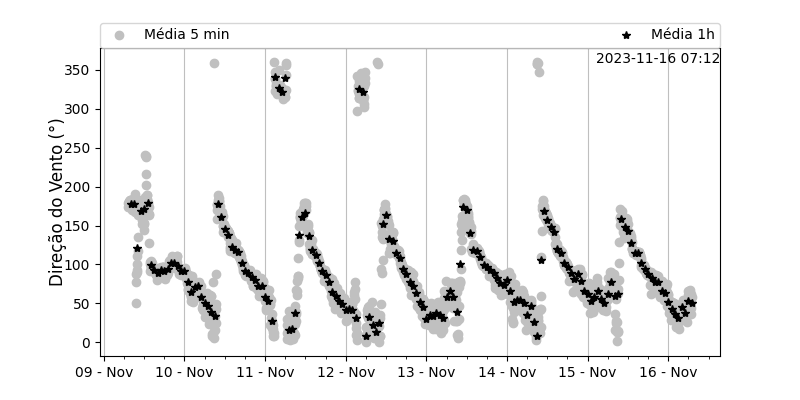 Média 5 min
Média 1h
2023-11-16 07:12
Direção do Vento (°)
350
300
250
200
150
100
50
0
09 - Nov
10 - Nov
11 - Nov
12 - Nov
13 - Nov
14 - Nov
15 - Nov
16 - Nov